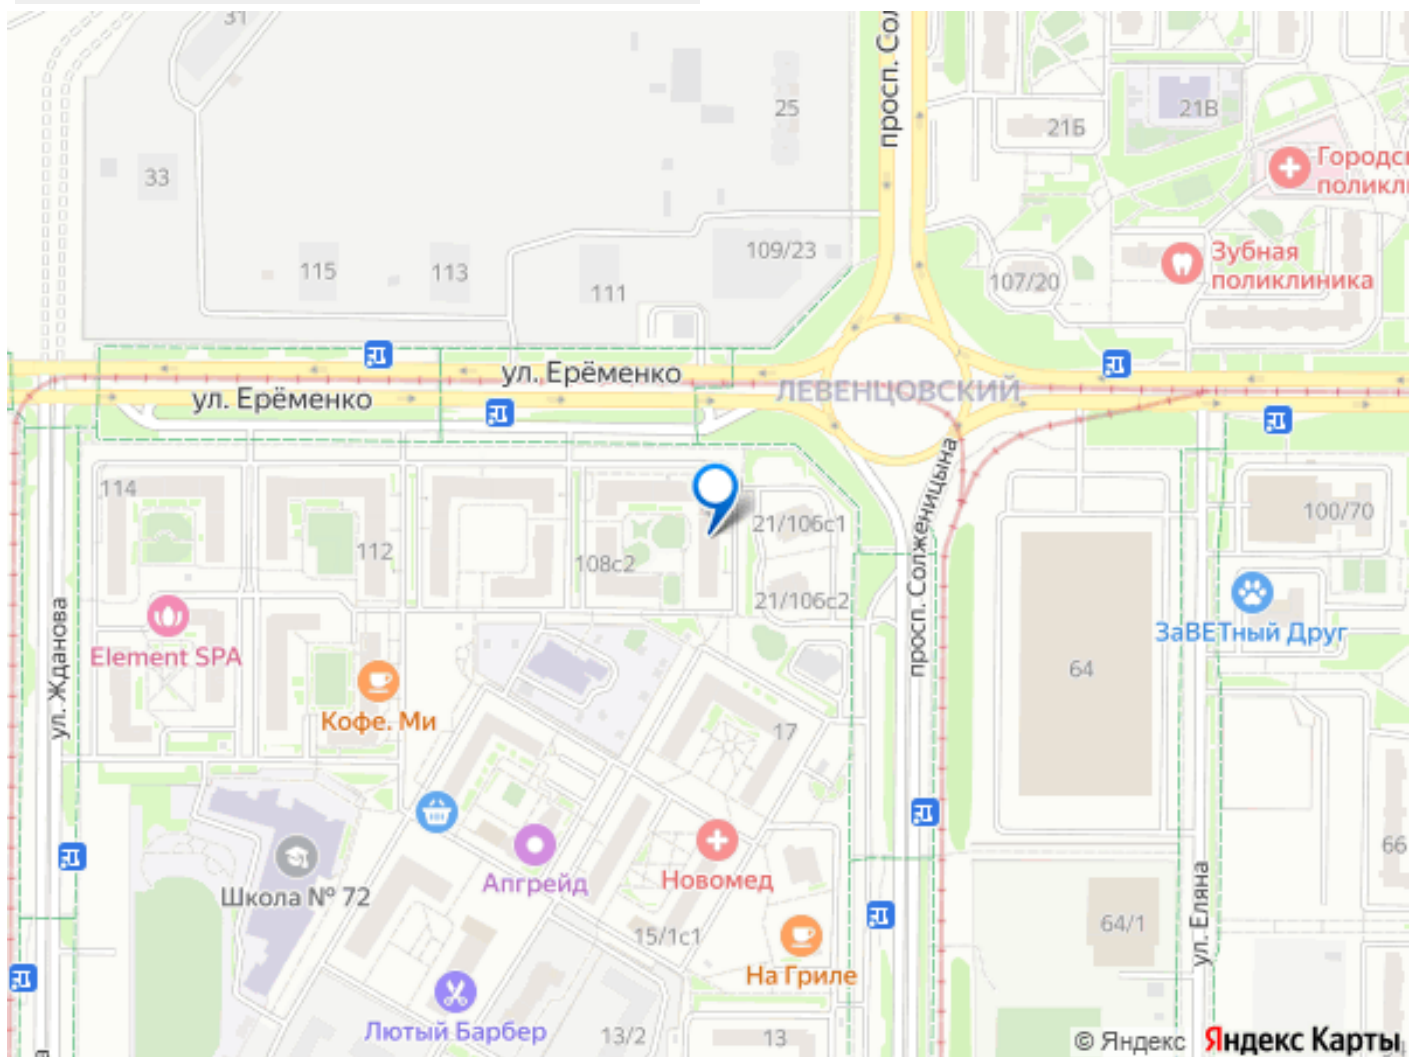 31
просп. Со
25
21Б
21В
Городс
поликл
33
109/23
Зубная
поликлиника
115
113
111
107/20
ул. Ерёменко
ул. Ерёменко
ЛЕВЕНЦОВСКИЙ
просп. Солженицына
114
112
108с2
21/106с1
21/106с2
100/70
ЗаВЕТный Друг
ул. Жданова
Element SPA
Кофе. Ми
64
17
Школа № 72
Апгрейд
Новомед
66
64/1
ул. Еляна
15/1с1
На Гриле
Лютый Барбер
13/2
13
а
© Яндекс Яндекс Карты